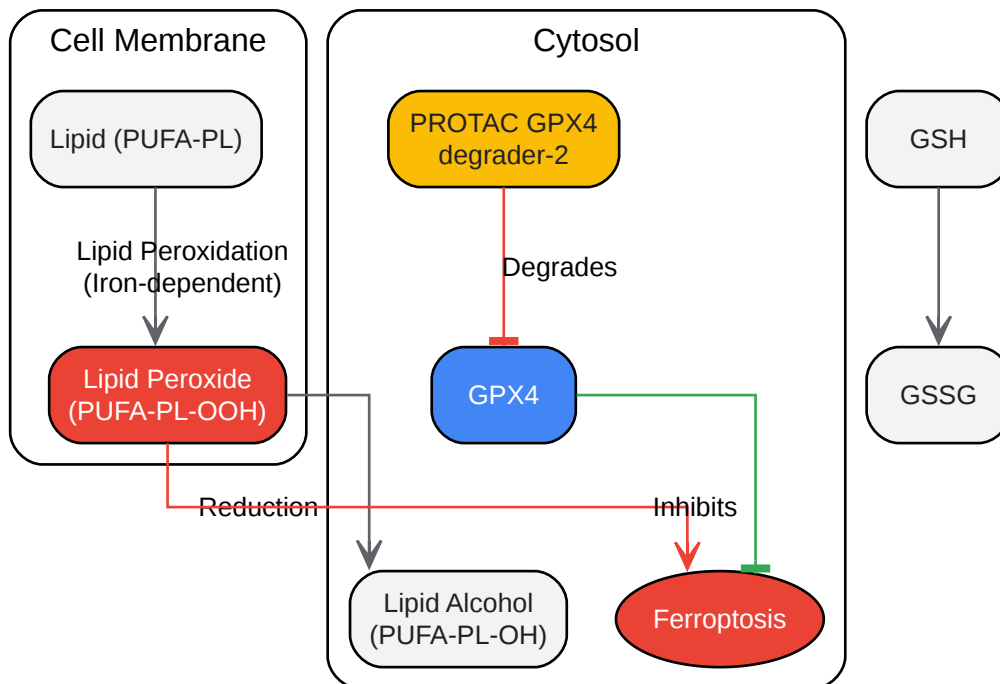 Cell Membrane
Cytosol
Lipid (PUFA-PL)
PROTAC GPX4
degrader-2
GSH
Lipid Peroxidation
(Iron-dependent)
Degrades
Lipid Peroxide
(PUFA-PL-OOH)
GPX4
GSSG
Reduction
Inhibits
Lipid Alcohol
(PUFA-PL-OH)
Ferroptosis